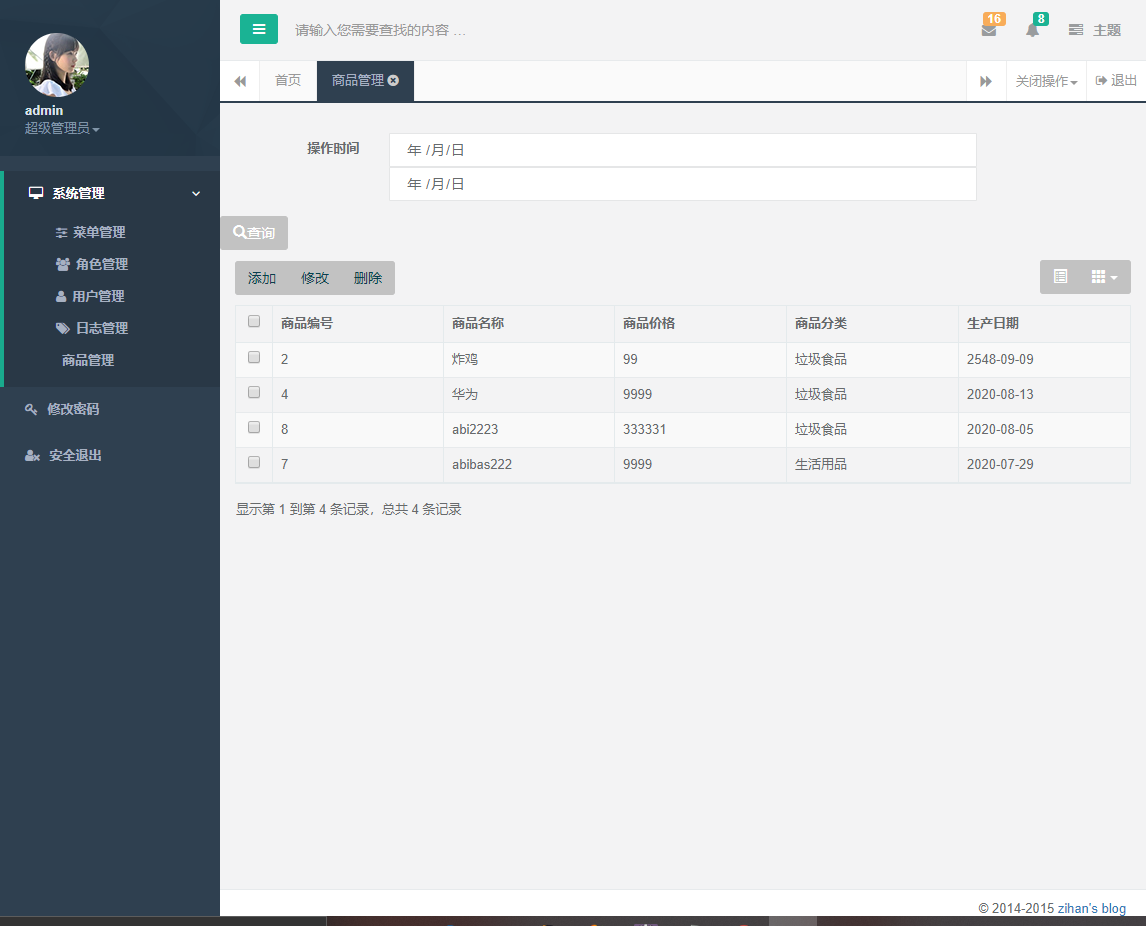 请输入您需要查找的内容 …
16
8
主题
admin
超级管理员
首页
商品管理
关闭操作
退出
系统管理
菜单管理
角色管理
用户管理
日志管理
商品管理
修改密码
安全退出
操作时间
年 /月/日
年 /月/日
查询
添加 修改 删除
商品编号 商品名称 商品价格 商品分类 生产日期
2 炸鸡 99 垃圾食品 2548-09-09
4 华为 9999 垃圾食品 2020-08-13
8 abi2223 333331 垃圾食品 2020-08-05
7 abibas222 9999 生活用品 2020-07-29
显示第 1 到第 4 条记录，总共 4 条记录
© 2014-2015 zihan's blog